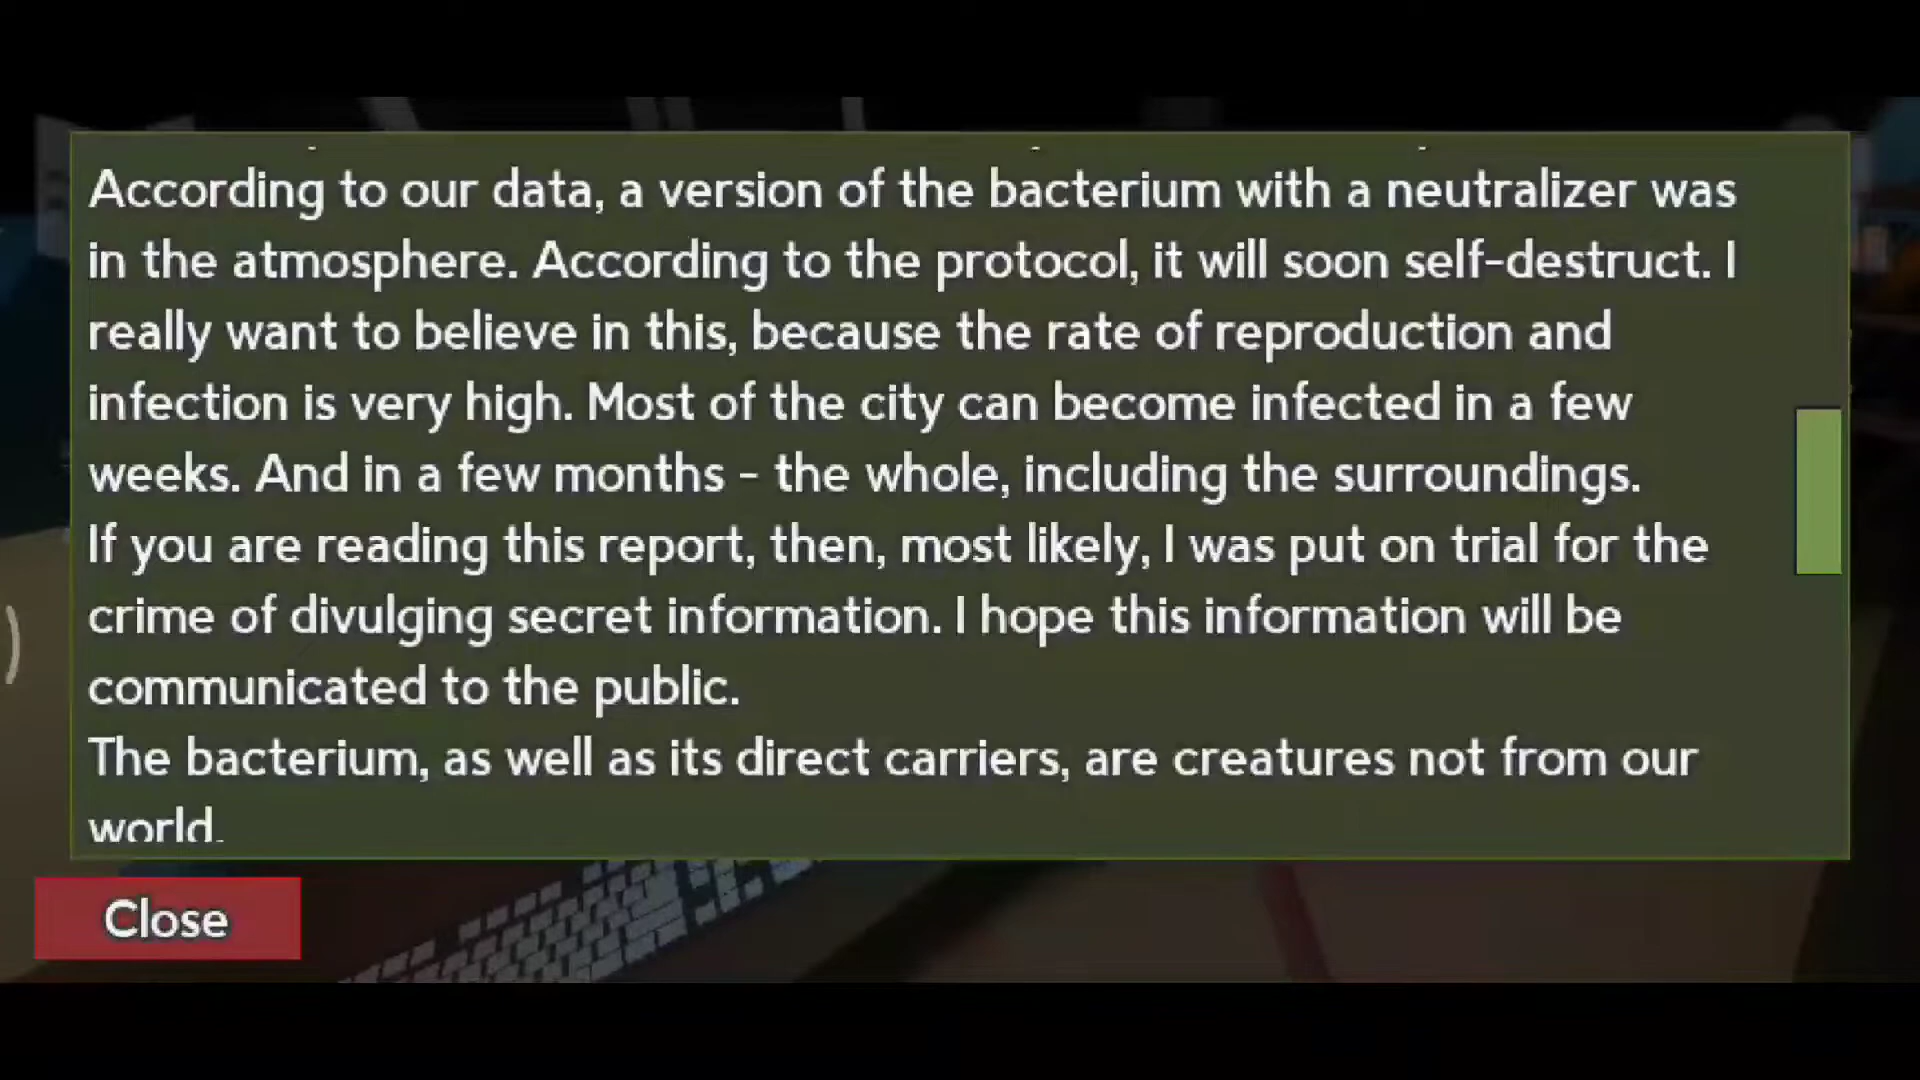 According to our data, a version of the bacterium with a neutralizer was
in the atmosphere. According to the protocol, it will soon self-destruct. I
really want to believe in this, because the rate of reproduction and
infection is very high. Most of the city can become infected in a few
weeks. And in a few months - the whole, including the surroundings.
If you are reading this report, then, most likely, I was put on trial for the
crime of divulging secret information. I hope this information will be
communicated to the public.
The bacterium, as well as its direct carriers, are creatures not from our
world.
Close